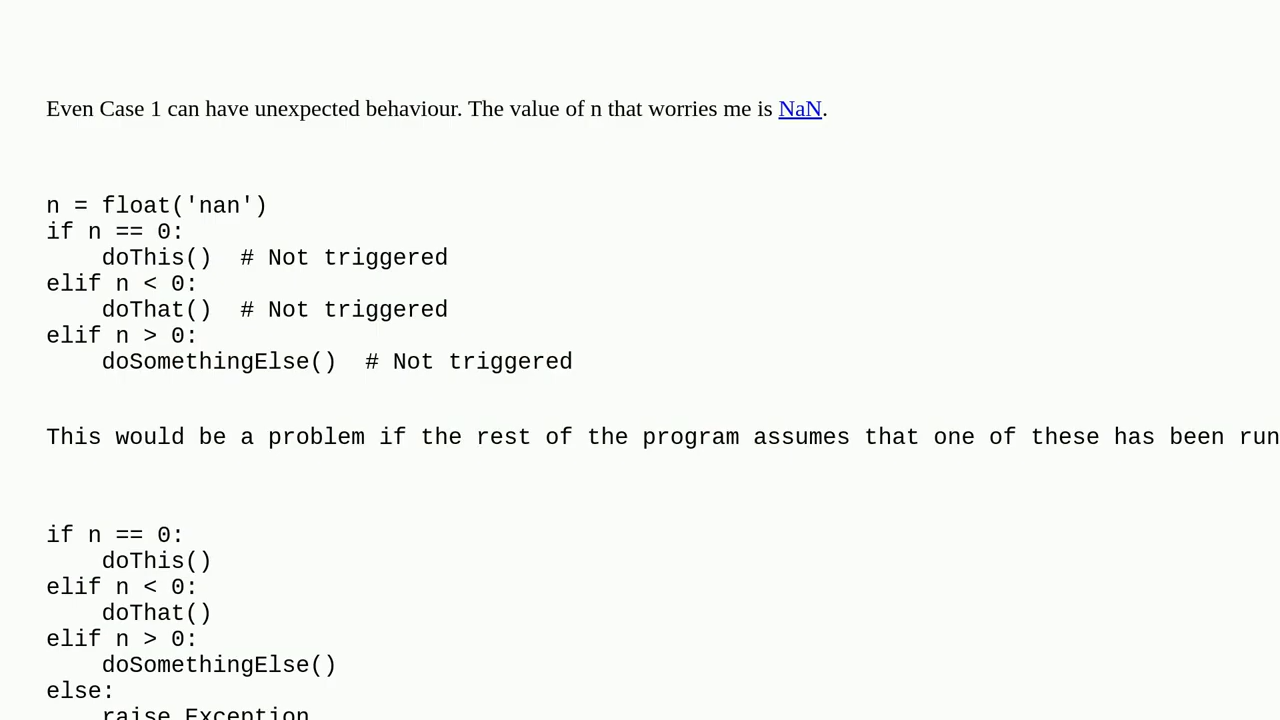 Even Case 1 can have unexpected behaviour. The value of n that worries me is NaN.
n = float('nan')
if n == 0:
    doThis()  # Not triggered
elif n < 0:
    doThat()  # Not triggered
elif n > 0:
    doSomethingElse()  # Not triggered
This would be a problem if the rest of the program assumes that one of these has been run
if n == 0:
    doThis()
elif n < 0:
    doThat()
elif n > 0:
    doSomethingElse()
else:
    raise Exception